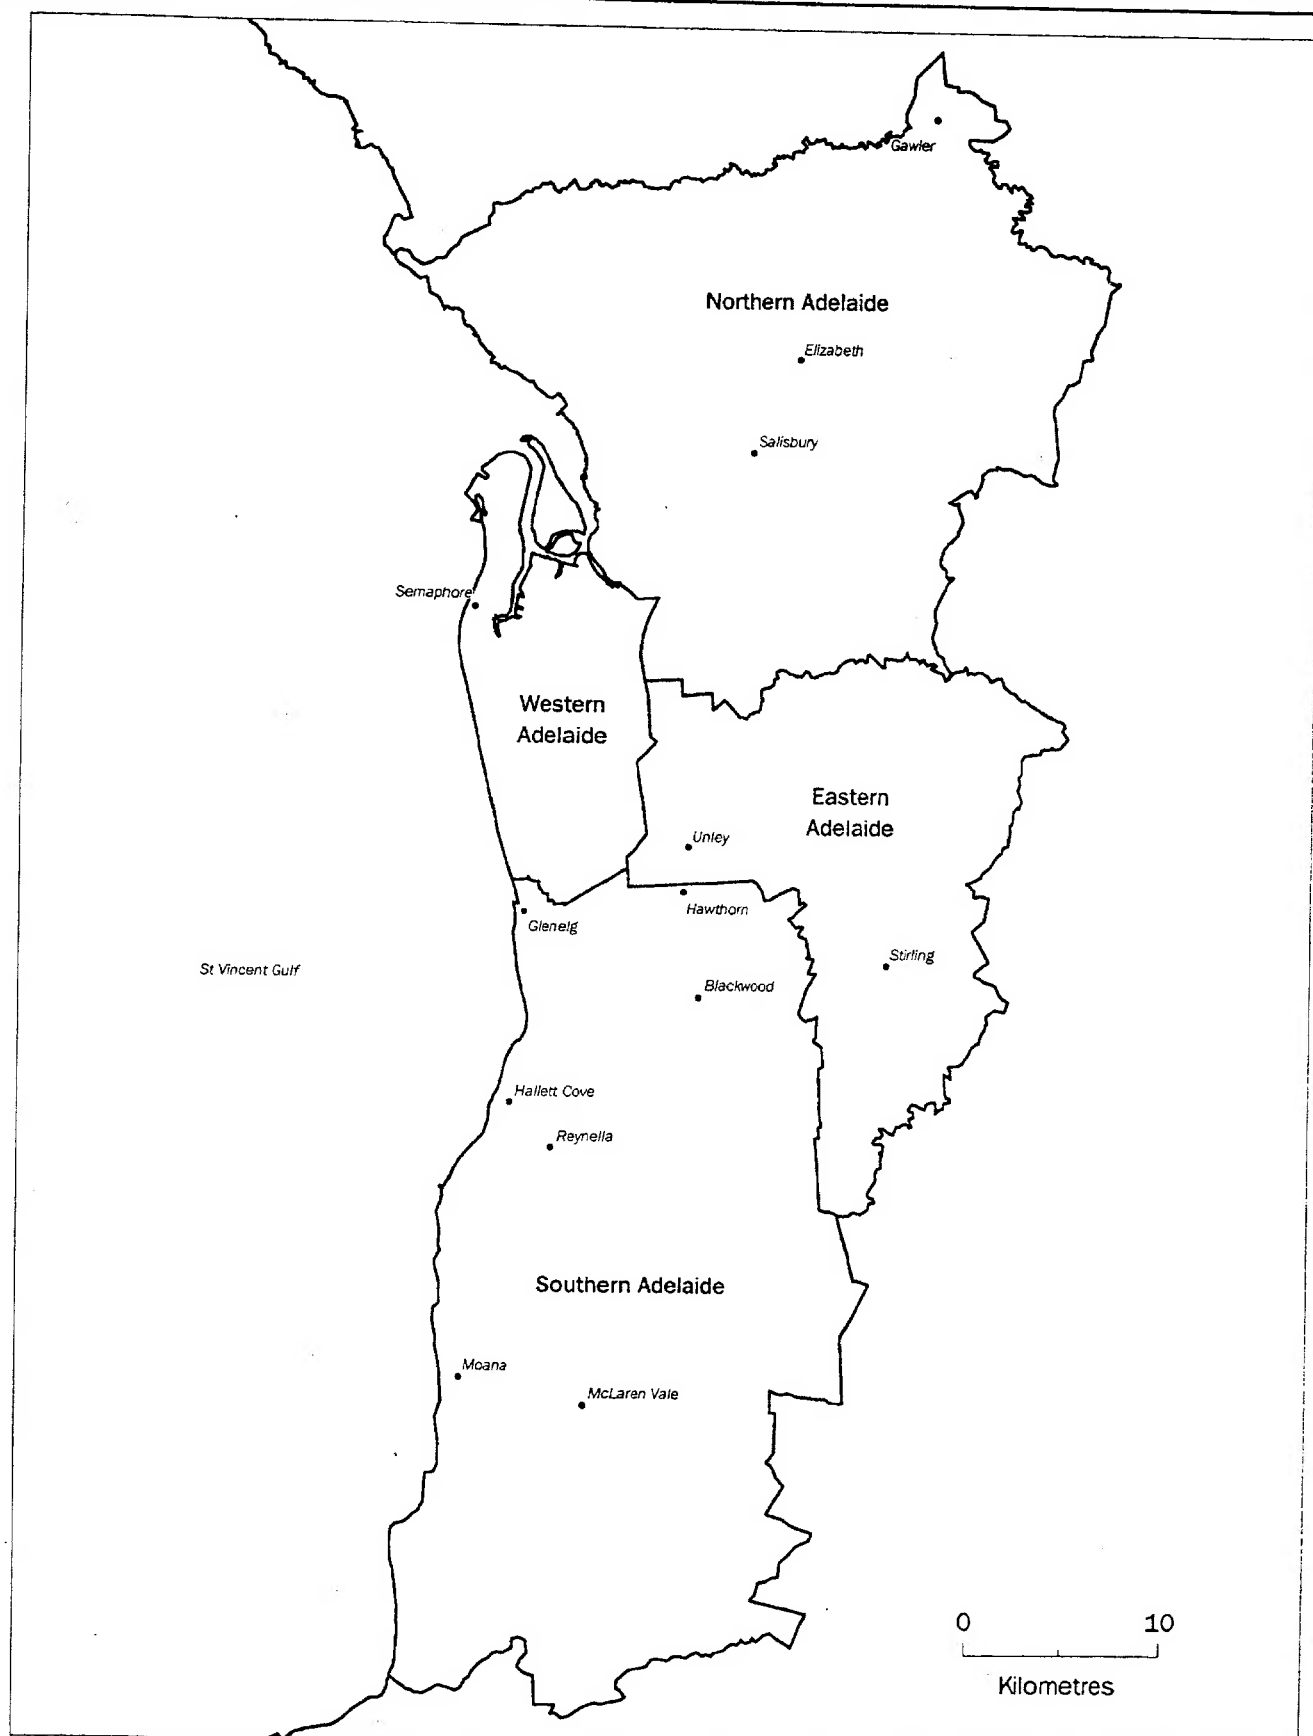 Gawler
Northern Adelaide
Elizabeth
Salisbury
Semaphore
Western
Adelaide
Eastern
Adelaide
Unley
Hawthorn
Glenelg
Stirling
St Vincent Gulf
Blackwood
Hallett Cove
Reynella
Southern Adelaide
Moana
McLaren Vale
0 10
Kilometres